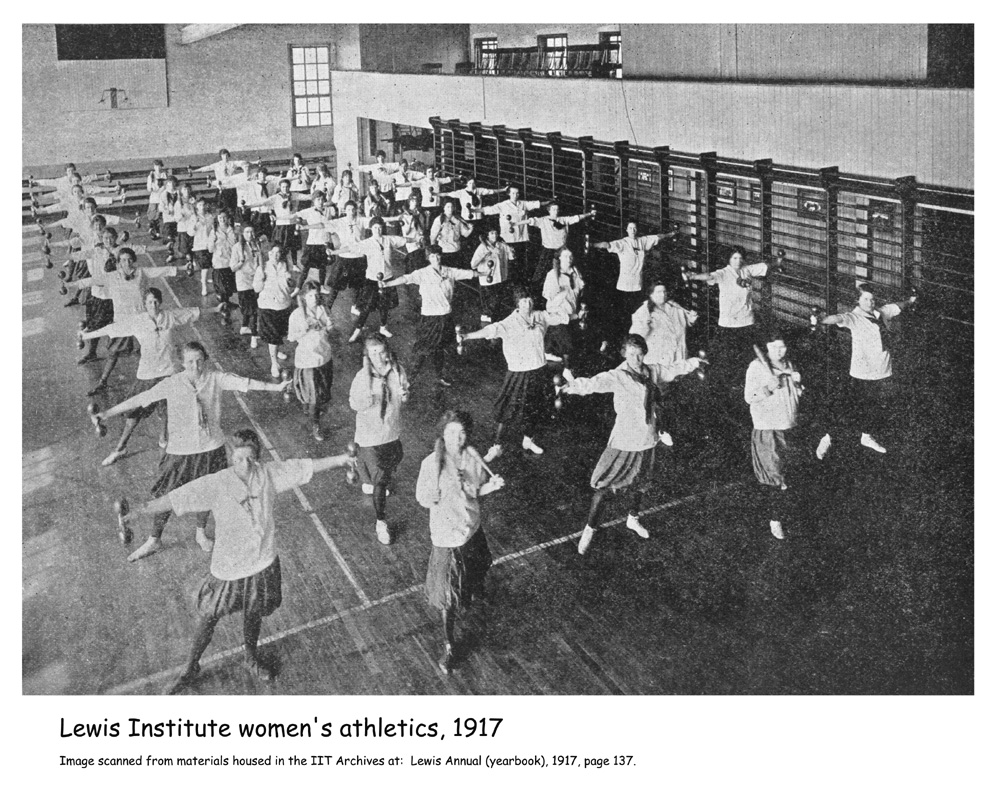 Lewis Institute women's athletics, 1917
Image scanned from materials housed in the IIT Archives at:  Lewis Annual (yearbook), 1917, page 137.